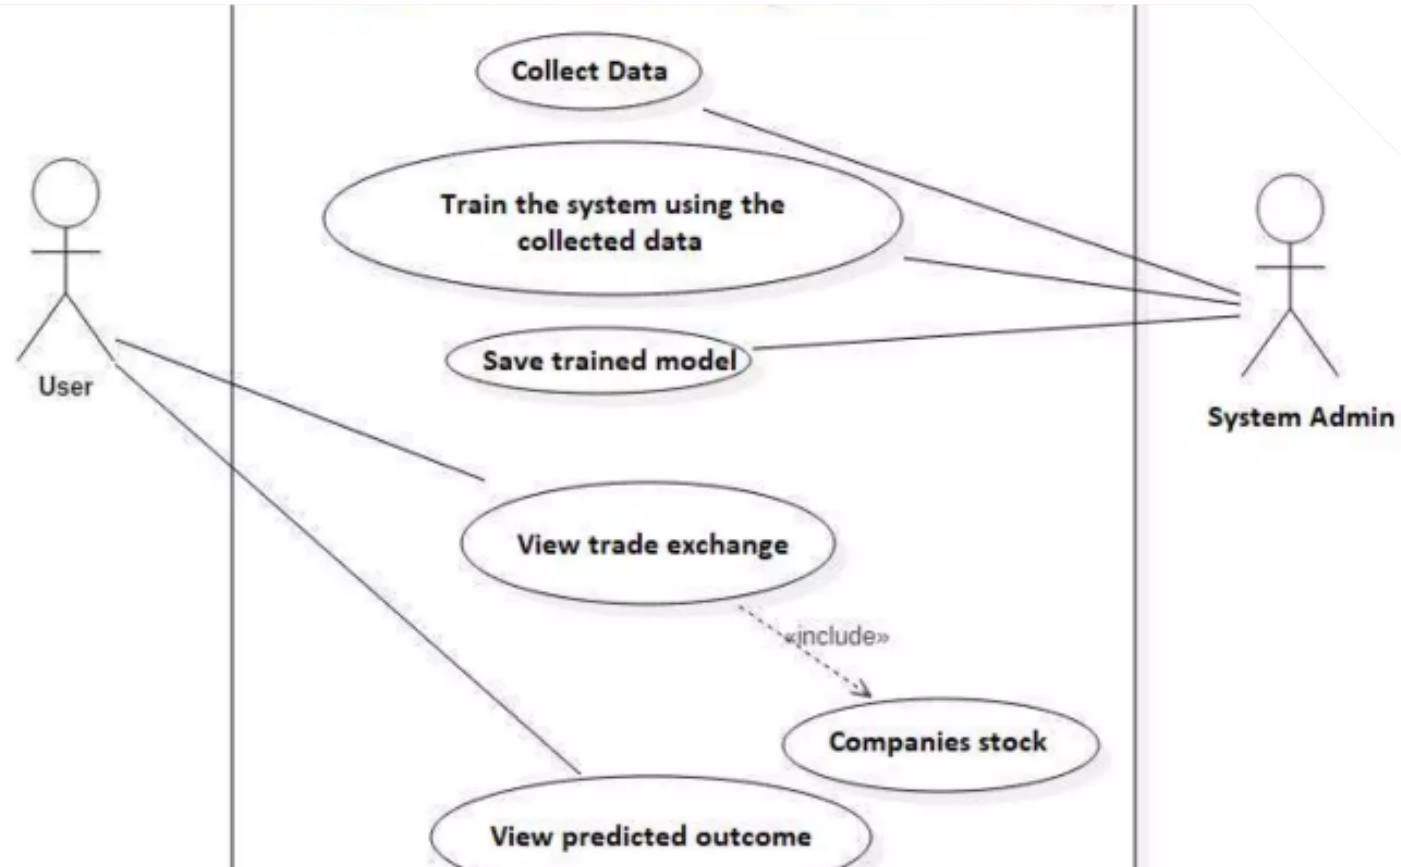 Collect Data
Train the system using the
collected data
Save trained model
User
System Admin
View trade exchange
«include»
Companies stock
View predicted outcome